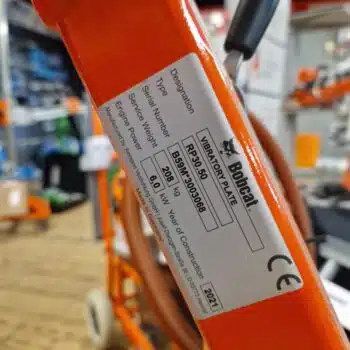 Bobcat
Designation VIBRATORY PLATE
Type RP30.50
Serial Number B59M*3003068
Service Weight 208 kg
Engine Power 6,0 kW Year of Construction 2021
CE